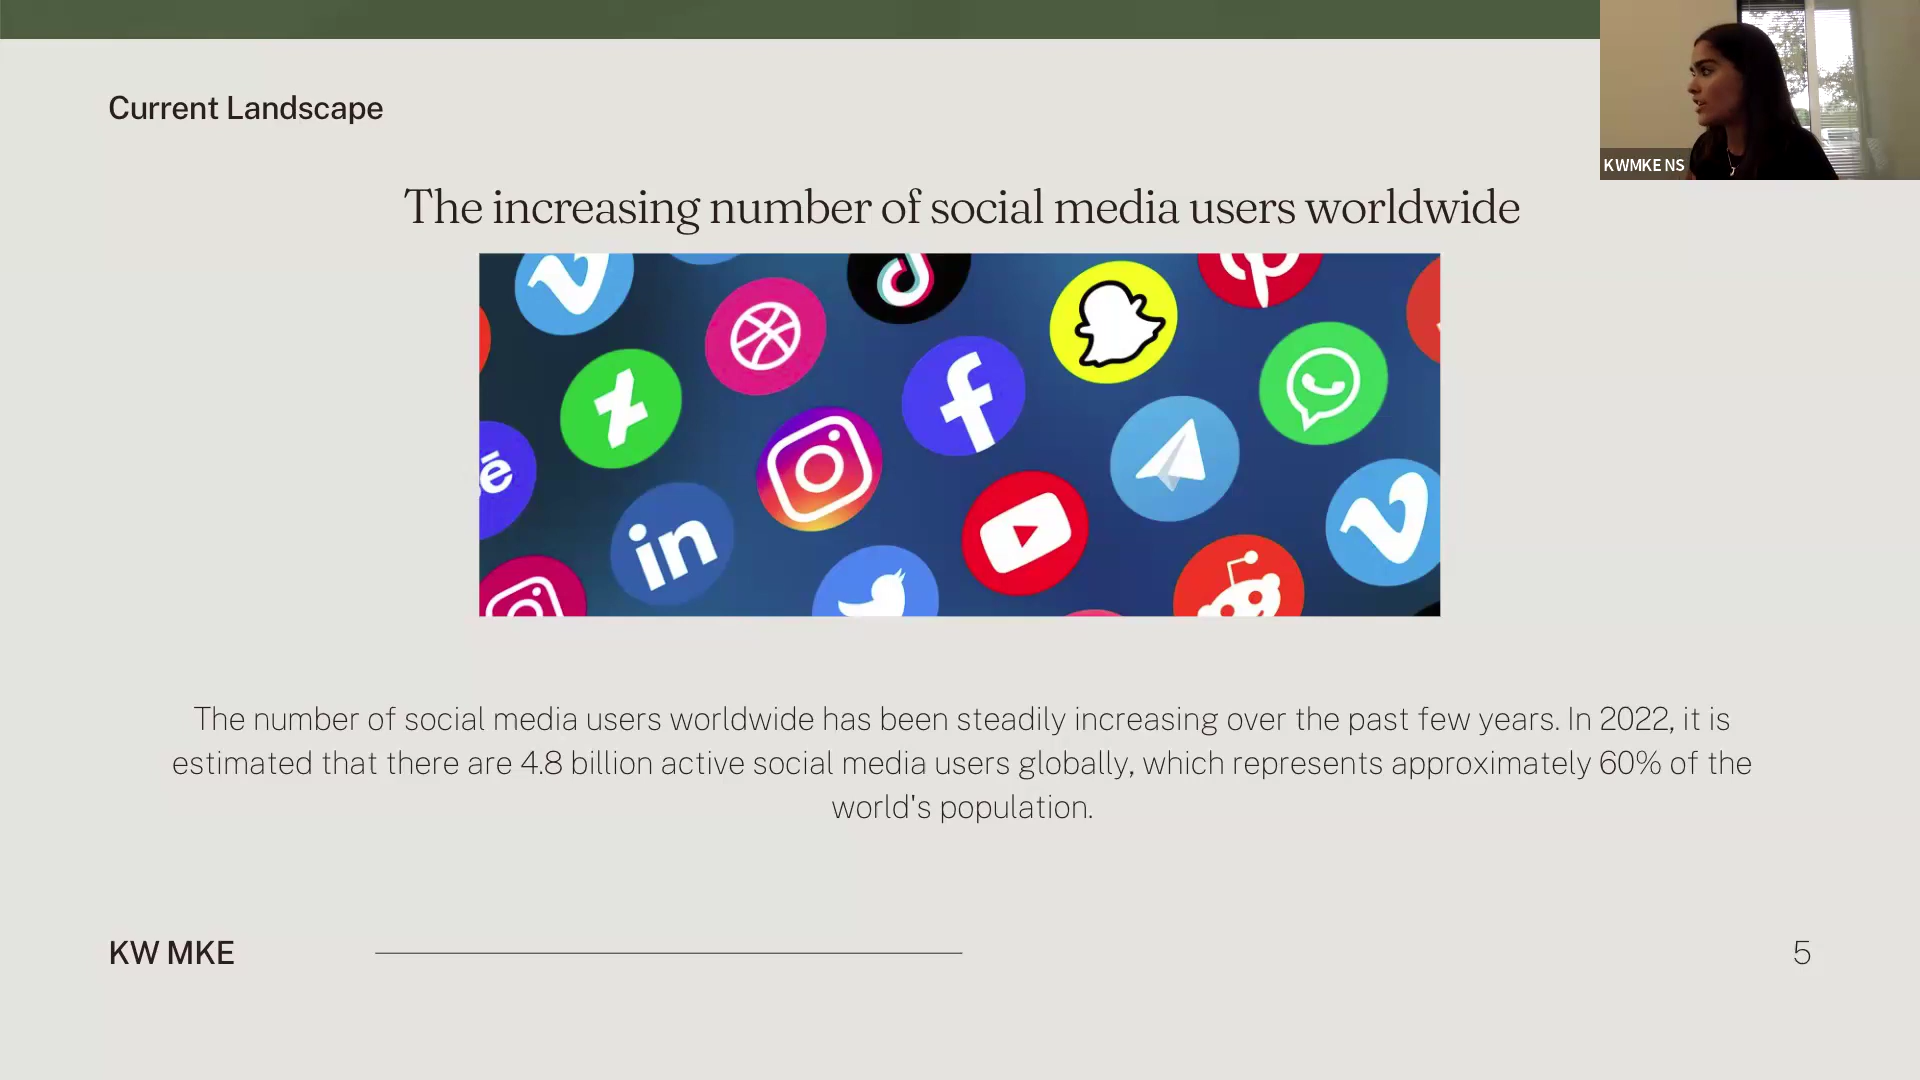 Current Landscape
KWMKE NS
The increasing number of social media users worldwide
in
The number of social media users worldwide has been steadily increasing over the past few years. In 2022, it is
estimated that there are 4.8 billion active social media users globally, which represents approximately 60% of the
world's population.
KW MKE
5